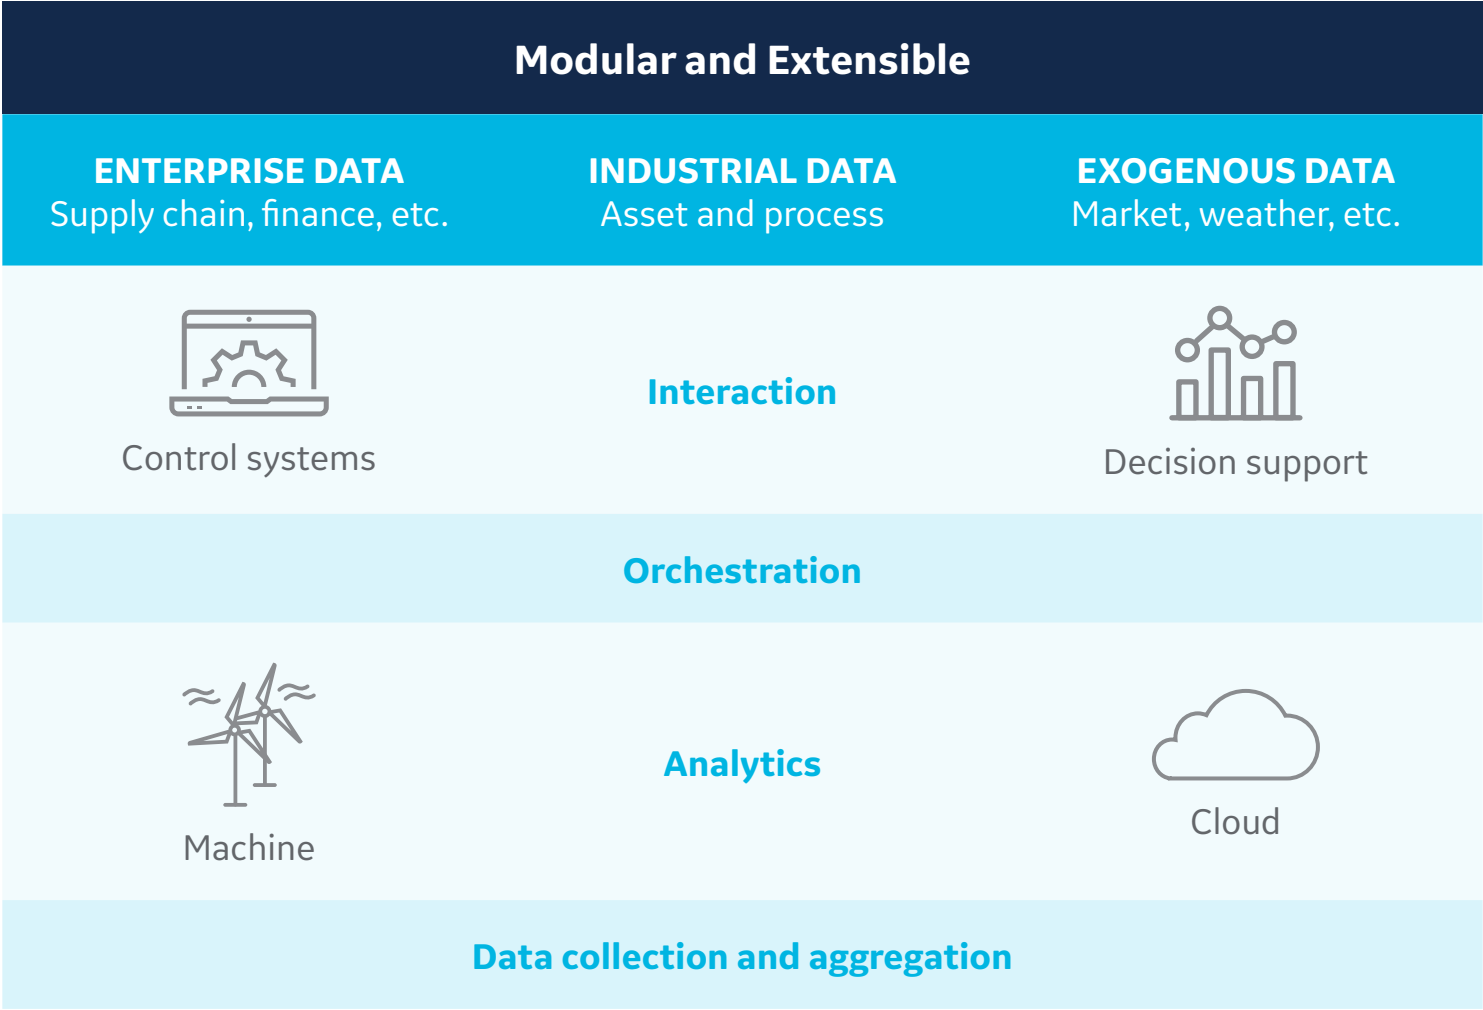 Modular and Extensible
ENTERPRISE DATA
Supply chain, finance, etc.
INDUSTRIAL DATA
Asset and process
EXOGENOUS DATA
Market, weather, etc.
Control systems
Interaction
Decision support
Orchestration
Machine
Analytics
Cloud
Data collection and aggregation